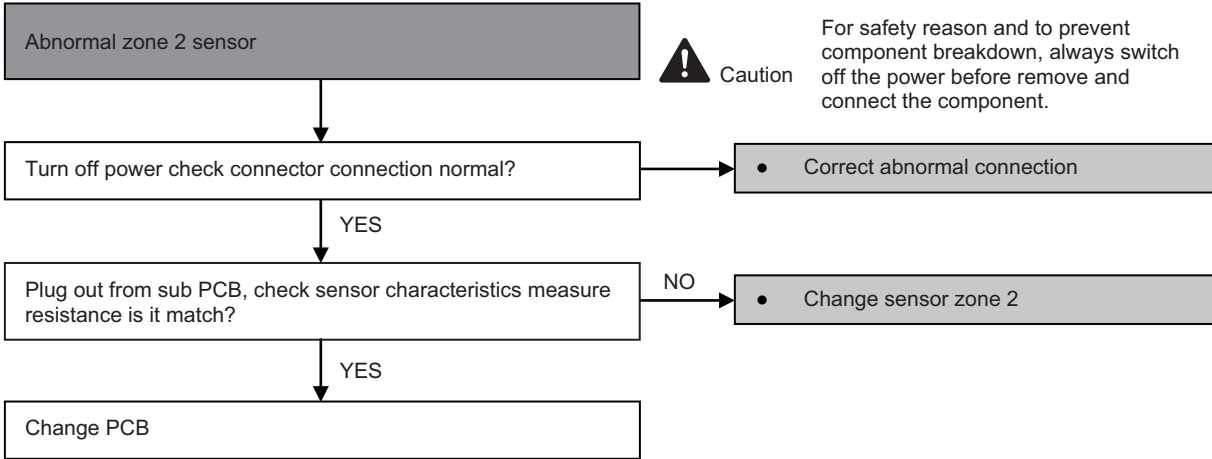 Abnormal zone 2 sensor
Caution
For safety reason and to prevent
component breakdown, always switch
off the power before remove and
connect the component.
Turn off power check connector connection normal?
• Correct abnormal connection
YES
Plug out from sub PCB, check sensor characteristics measure
resistance is it match?
NO
• Change sensor zone 2
YES
Change PCB